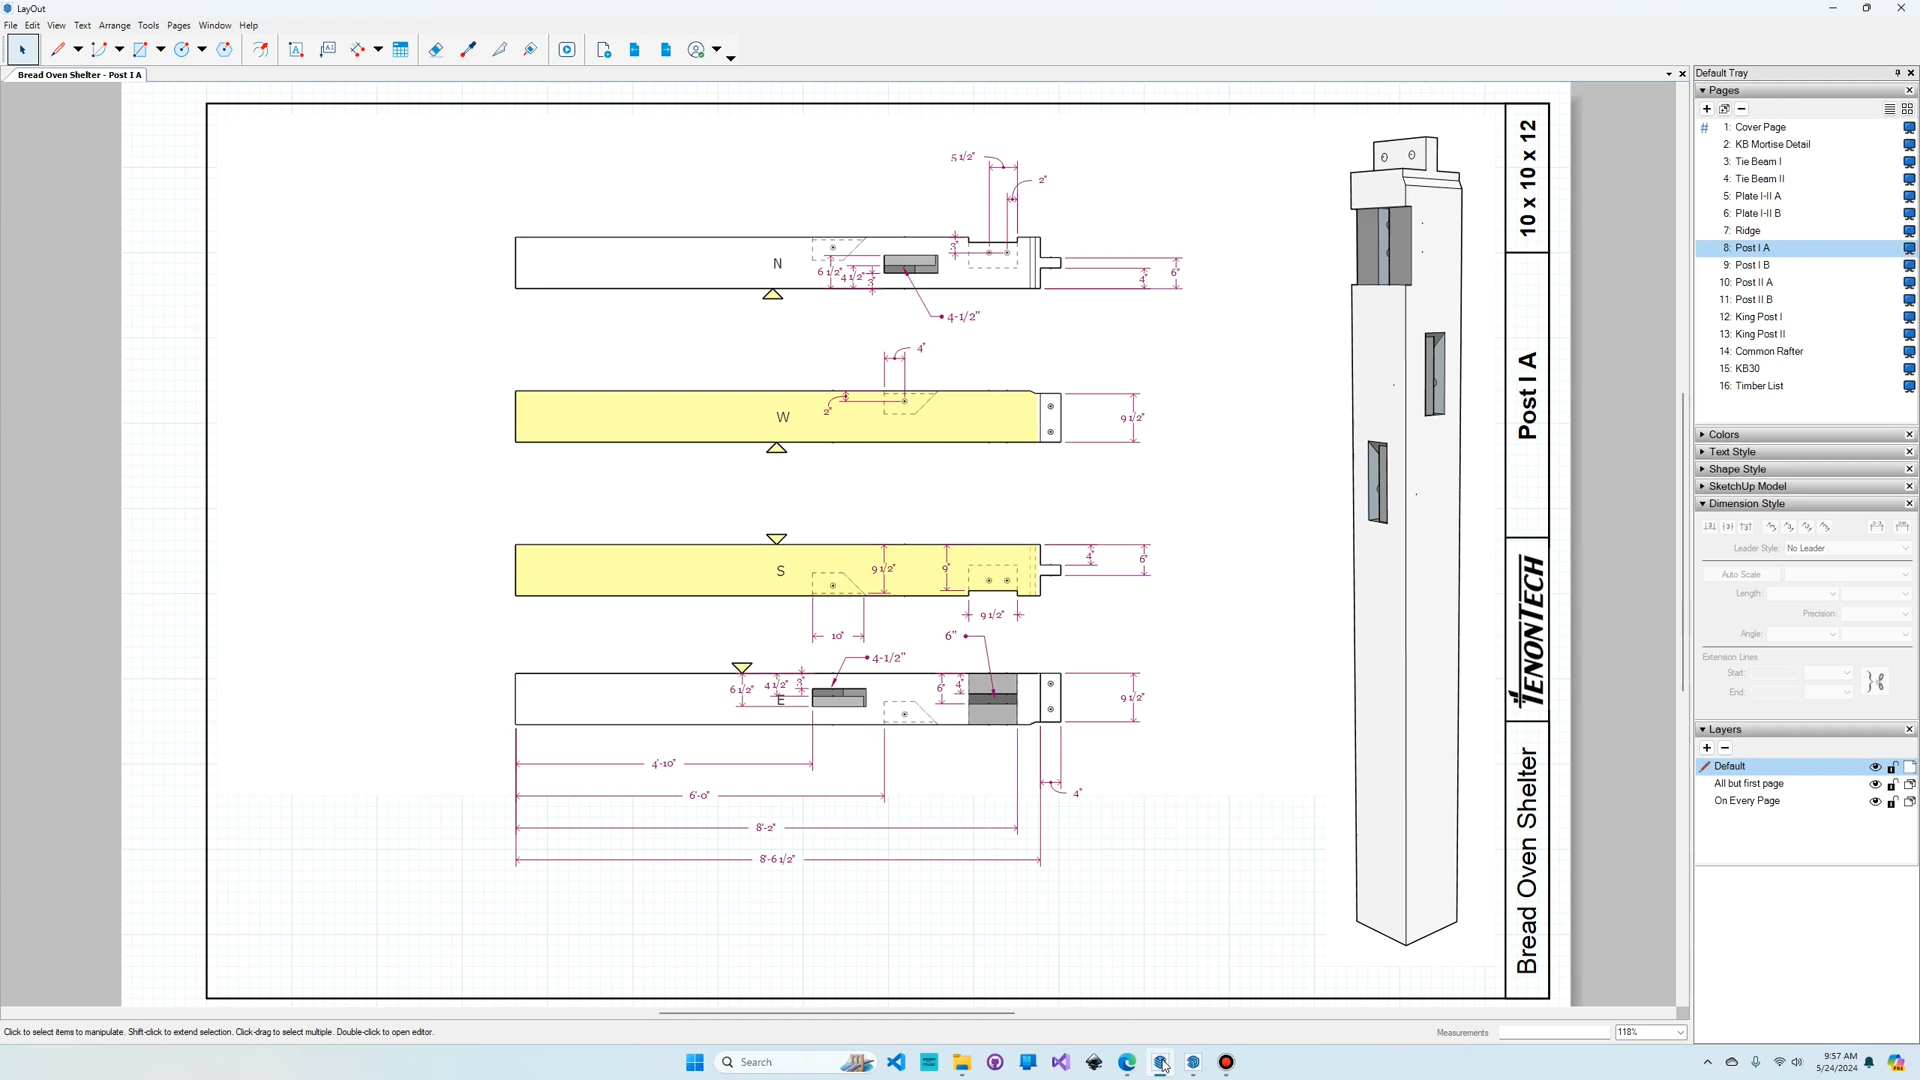 LayOut
File Edit View Text Arrange Tools Pages Window Help
Bread Oven Shelter - Post I A
5 1/2"
2"
N
3"
6 1/2"
4 1/2"
3"
4-1/2"
4"
6"
4"
2"
W
9 1/2"
S
9 1/2"
9"
4"
6"
10"
9 1/2"
6"
4-1/2"
6 1/2"
4 1/2"
3"
E
6"
4"
9 1/2"
4'-10"
6'-0"
4"
8'-2"
8'-6 1/2"
10 x 10 x 12
Post I A
TENONTECH
Bread Oven Shelter
Default Tray
Pages
1: Cover Page
2: KB Mortise Detail
3: Tie Beam I
4: Tie Beam II
5: Plate I-II A
6: Plate I-II B
7: Ridge
8: Post I A
9: Post I B
10: Post II A
11: Post II B
12: King Post I
13: King Post II
14: Common Rafter
15: KB30
16: Timber List
Colors
Text Style
Shape Style
SketchUp Model
Dimension Style
Leader Style: No Leader
Auto Scale
Length:
Precision:
Angle:
Extension Lines
Start:
End:
Layers
Default
All but first page
On Every Page
Click to select items to manipulate. Shift-click to extend selection. Click-drag to select multiple. Double-click to open editor.
Measurements
118%
Search
9:57 AM
5/24/2024